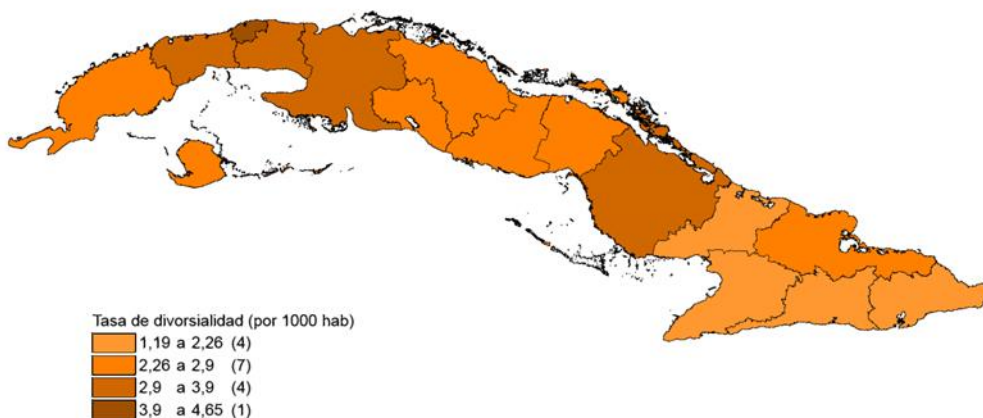 Tasa de divorsialidad (por 1000 hab)
1,19 a 2,26 (4)
2,26 a 2,9 (7)
2,9 a 3,9 (4)
3,9 a 4,65 (1)